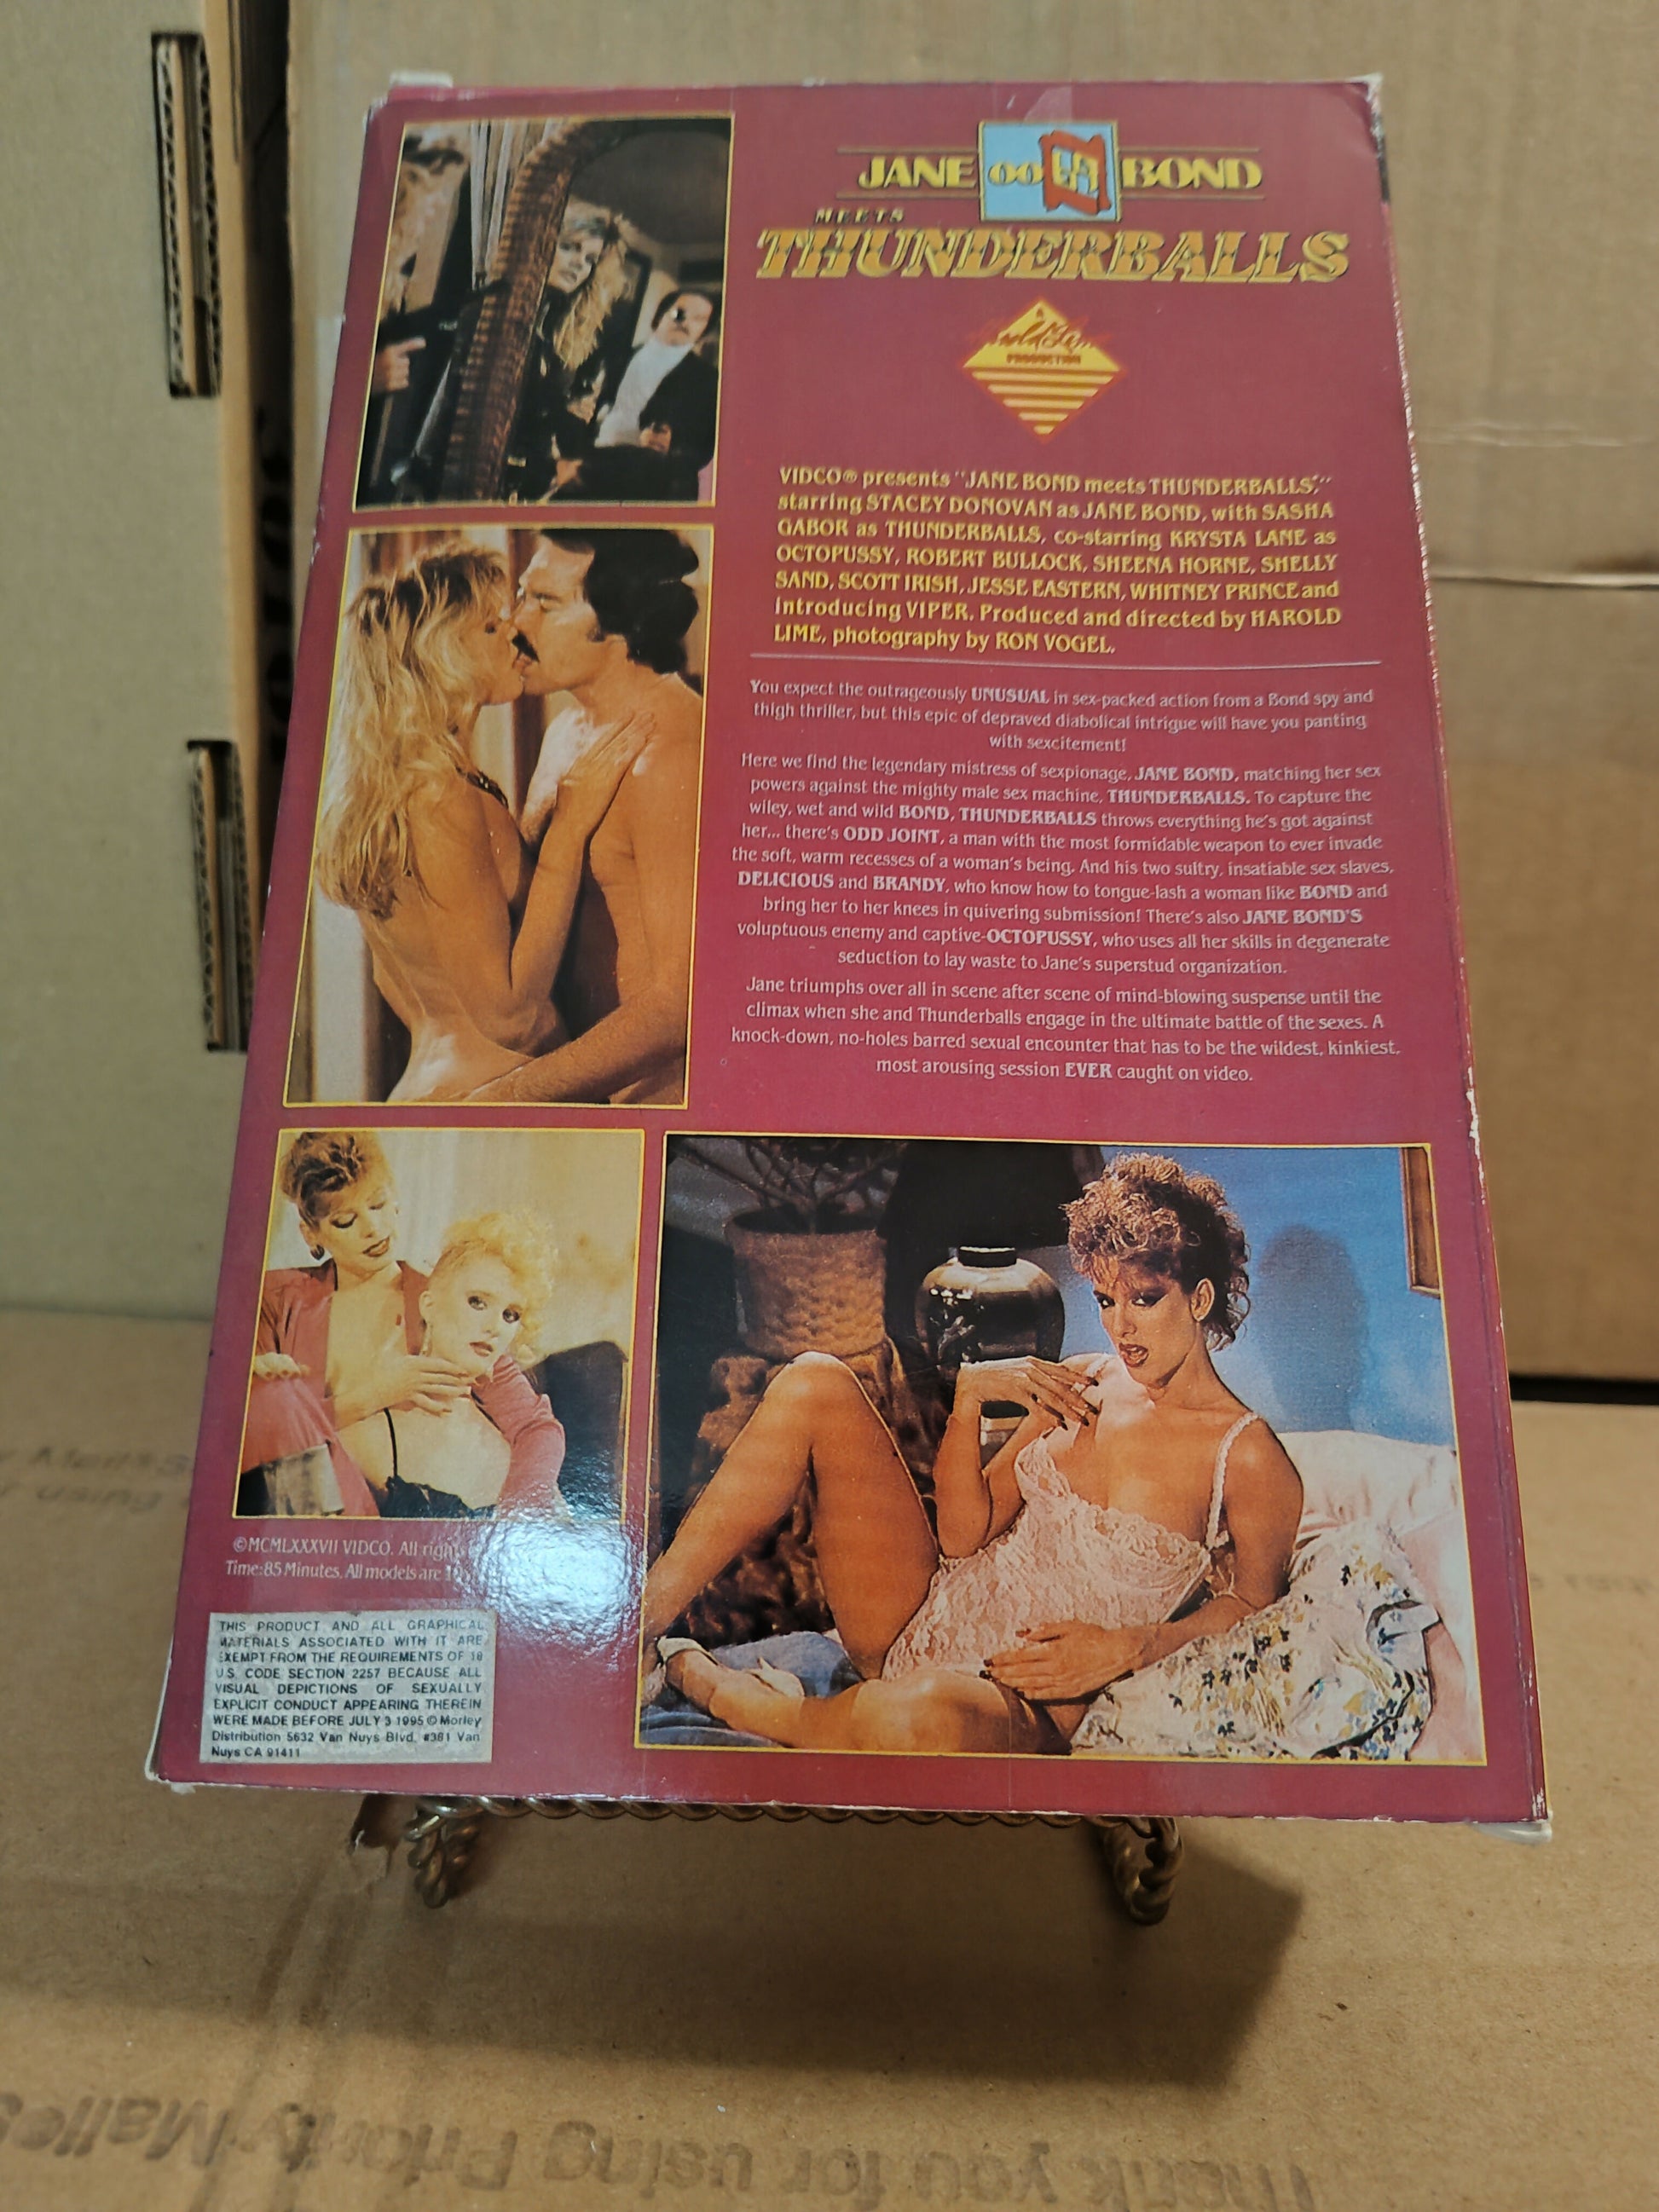 JANE 00 BOND
MEETS
THUNDERBALLS
PRODUCTION
VIDCO® presents "JANE BOND meets THUNDERBALLS,"
starring STACEY DONOVAN as JANE BOND, with SASHA
GABOR as THUNDERBALLS, co-starring KRYSTA LANE as
OCTOPUSSY, ROBERT BULLOCK, SHEENA HORNE, SHELLY
SAND, SCOTT IRISH, JESSE EASTERN, WHITNEY PRINCE and
introducing VIPER. Produced and directed by HAROLD
LIME, photography by RON VOGEL.
You expect the outrageously UNUSUAL in sex-packed action from a Bond spy and
thigh thriller, but this epic of depraved diabolical intrigue will have you panting
with sexcitement!
Here we find the legendary mistress of sexpionage, JANE BOND, matching her sex
powers against the mighty male sex machine, THUNDERBALLS. To capture the
wiley, wet and wild BOND, THUNDERBALLS throws everything he's got against
her... there's ODD JOINT, a man with the most formidable weapon to ever invade
the soft, warm recesses of a woman's being. And his two sultry, insatiable sex slaves,
DELICIOUS and BRANDY, who know how to tongue-lash a woman like BOND and
bring her to her knees in quivering submission! There's also JANE BOND'S
voluptuous enemy and captive-OCTOPUSSY, who uses all her skills in degenerate
seduction to lay waste to Jane's superstud organization.
Jane triumphs over all in scene after scene of mind-blowing suspense until the
climax when she and Thunderballs engage in the ultimate battle of the sexes. A
knock-down, no-holes barred sexual encounter that has to be the wildest, kinkiest,
most arousing session EVER caught on video.
©MCMLXXXVII VIDCO. All
Time:85 Minutes. All models are
THIS PRODUCT AND ALL GRAPHICAL
MATERIALS ASSOCIATED WITH IT ARE
EXEMPT FROM THE REQUIREMENTS OF 18
U.S. CODE SECTION 2257 BECAUSE ALL
VISUAL DEPICTIONS OF SEXUALLY
EXPLICIT CONDUCT APPEARING THEREIN
WERE MADE BEFORE JULY 3 1995 © Morley
Distribution 5632 Van Nuys Blvd. #361 Van
Nuys CA 91411
Thank you for using Priority Mail